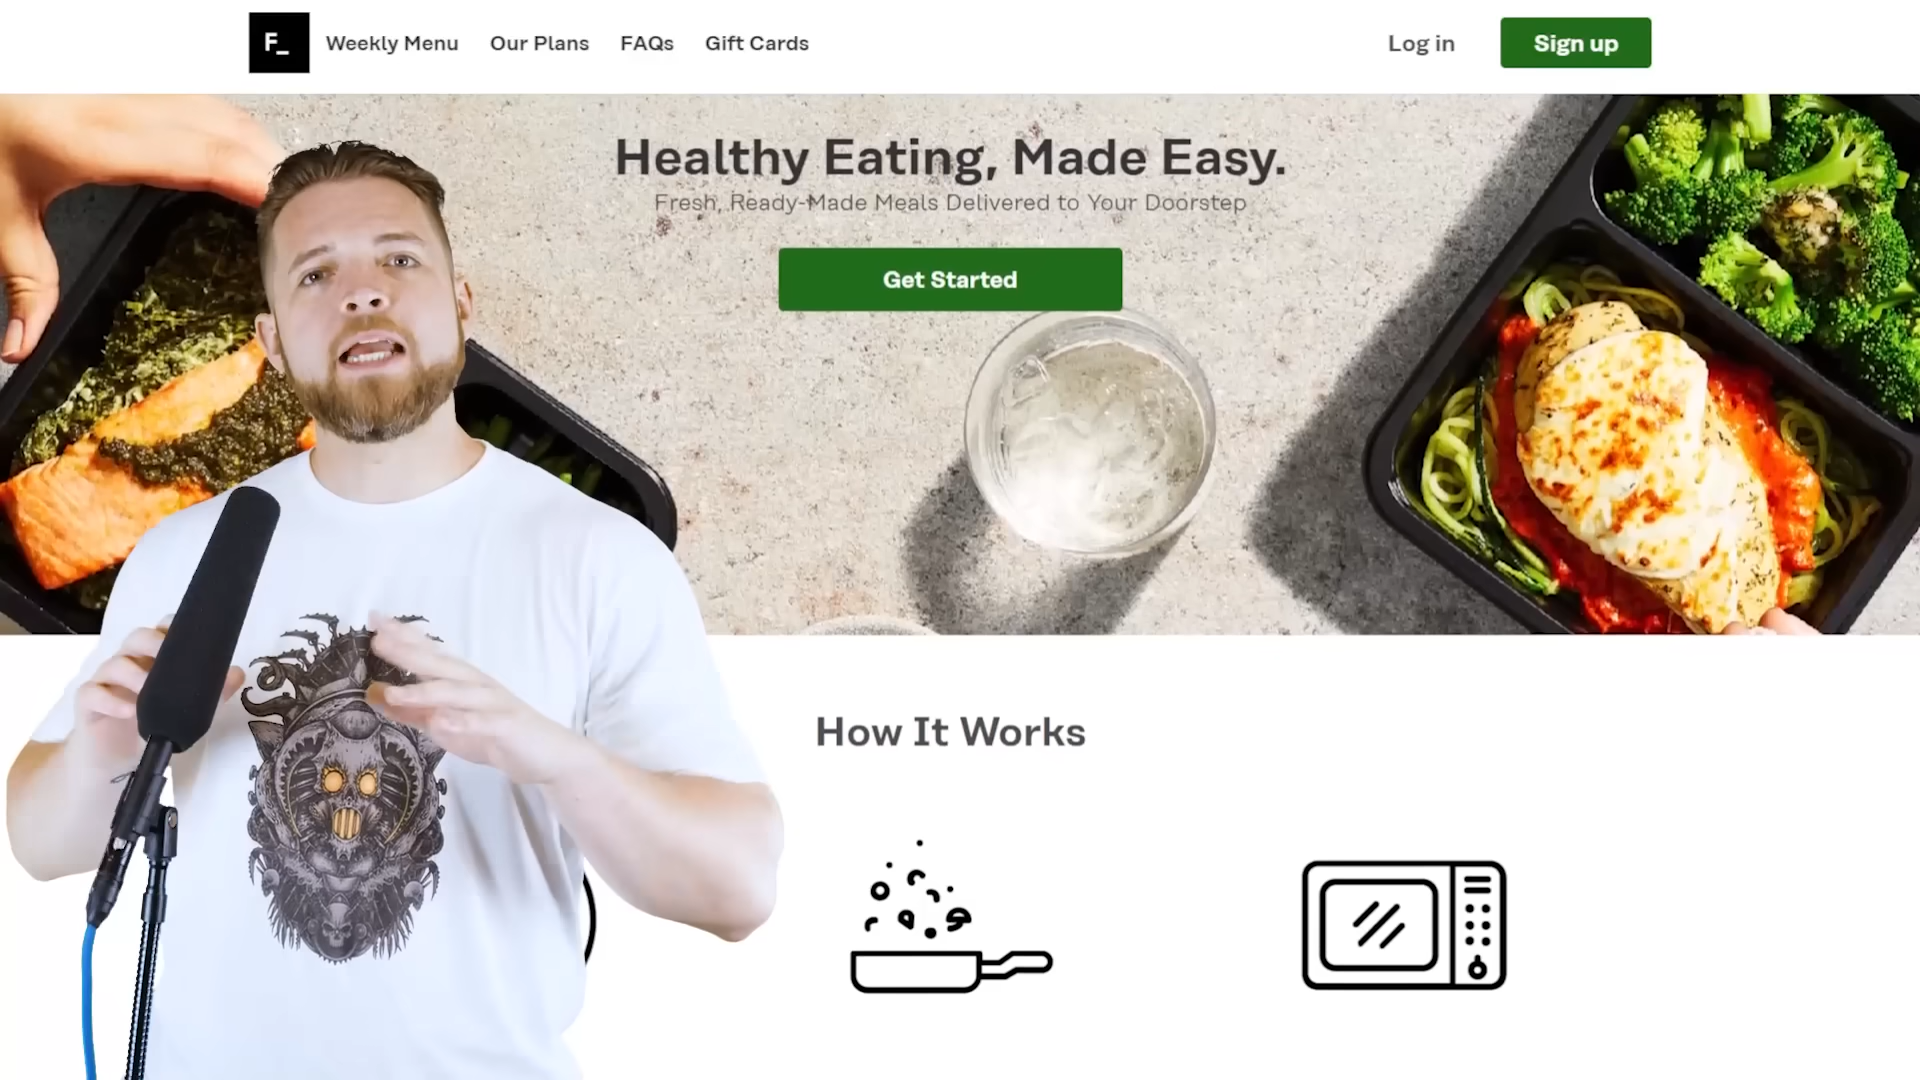 F_
Weekly Menu
Our Plans
FAQs
Gift Cards
Log in
Sign up
Healthy Eating, Made Easy.
Fresh, Ready-Made Meals Delivered to Your Doorstep
Get Started
How It Works